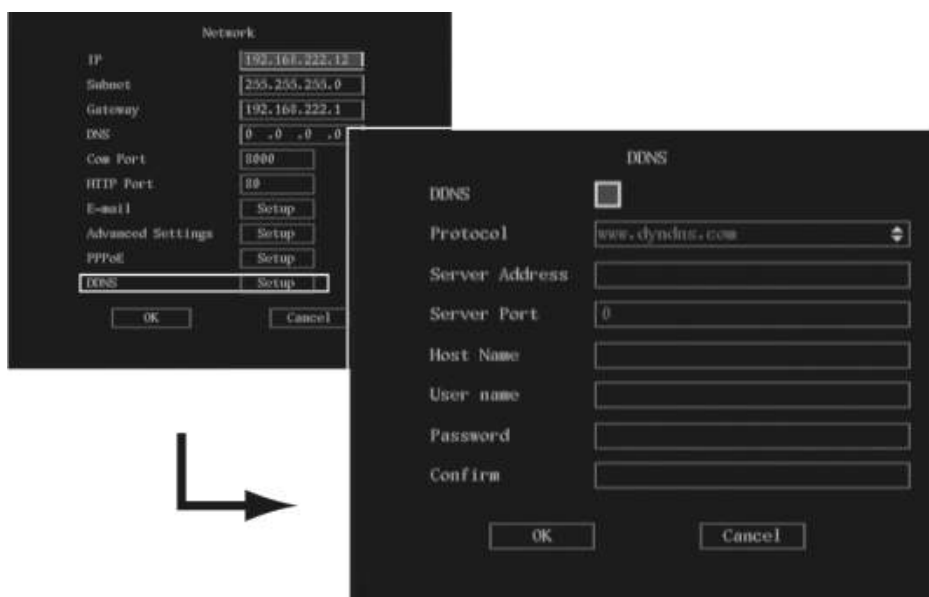 Network
IP 192.168.222.12
Subnet 255.255.255.0
Gateway 192.168.222.1
DNS 0 .0 .0 .0
Com Port 8000
HTTP Port 80
E-mail Setup
Advanced Settings Setup
PPPoE Setup
DDNS Setup
OK Cancel
DDNS
DDNS
Protocol www.dyndns.com
Server Address
Server Port 0
Host Name
User name
Password
Confirm
OK Cancel